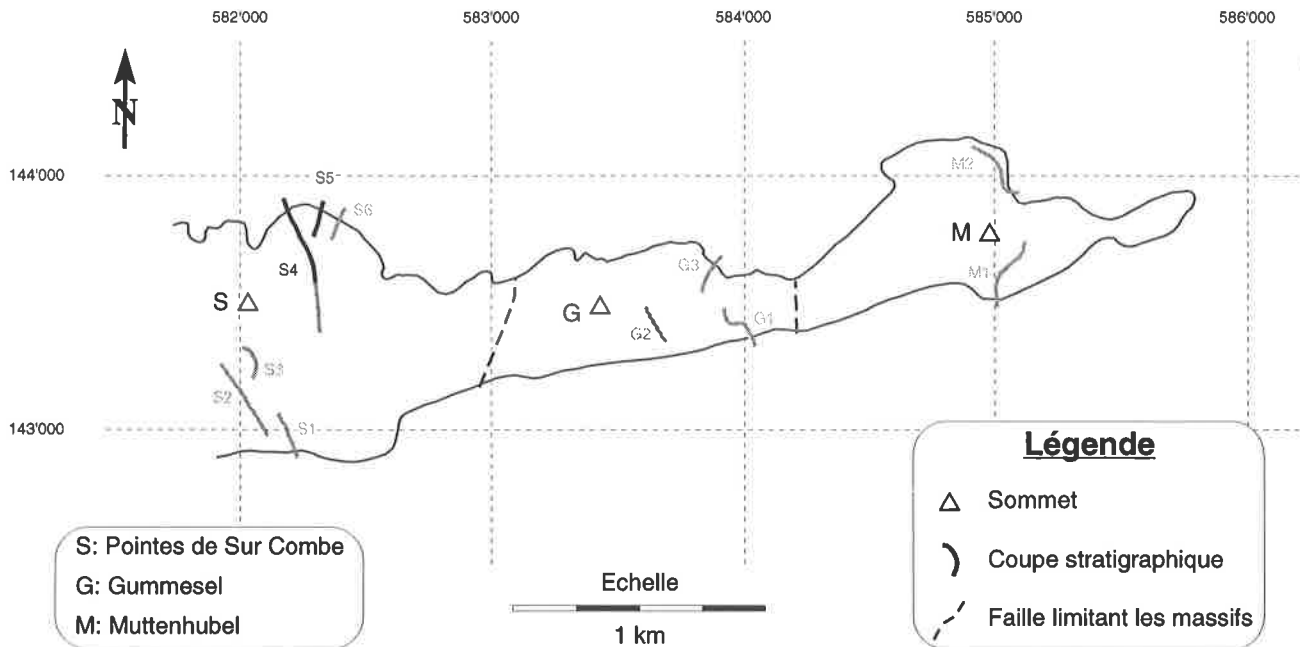 582'000 583'000 584'000 585'000 586'000
N
144'000
S5
S6
M2
S4
M
G3
M1
S
G
G2
G1
S3
S2
143'000
S1
Légende
Sommet
Coupe stratigraphique
Faille limitant les massifs
S: Pointes de Sur Combe
G: Gummesel
M: Muttenhubel
Echelle
1 km